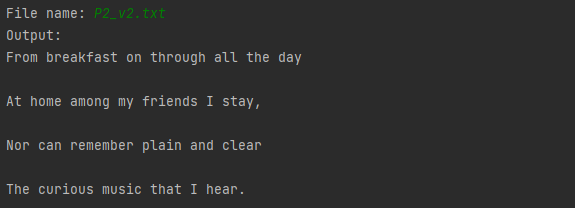 File name: P2_v2.txt
Output:
From breakfast on through all the day
At home among my friends I stay,
Nor can remember plain and clear
The curious music that I hear.